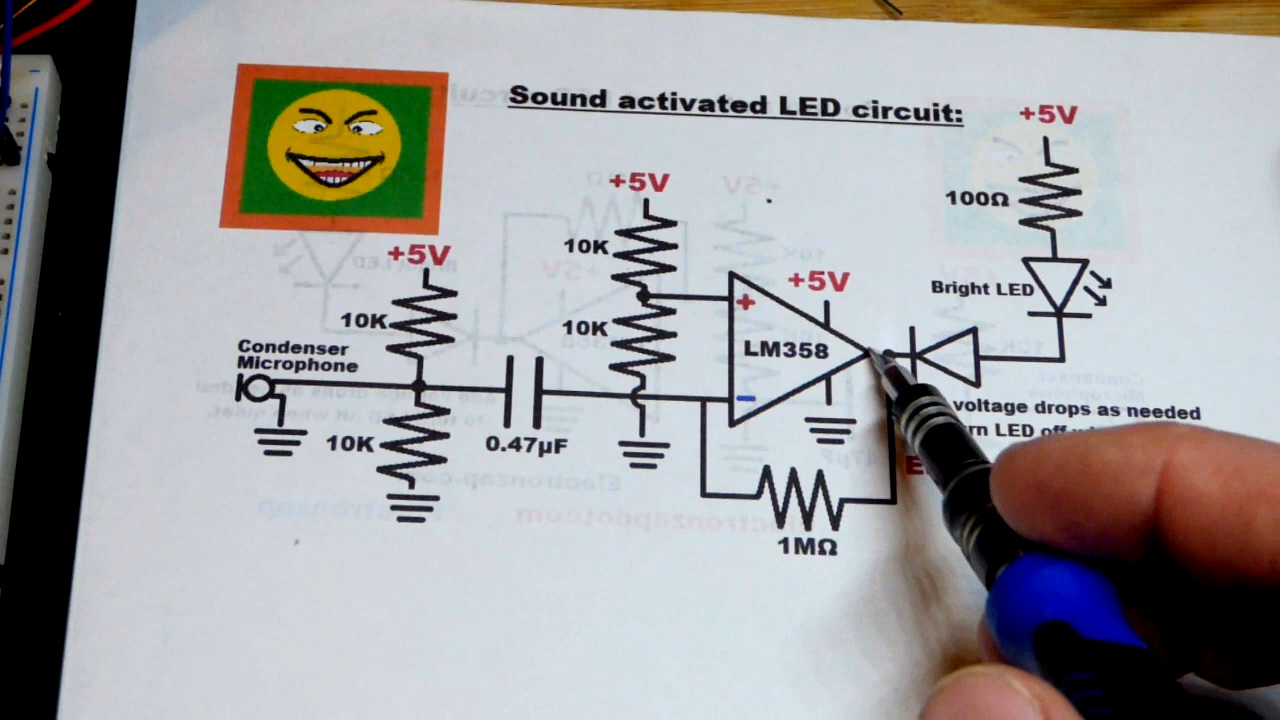 Sound activated LED circuit:
+5V
100Ω
Bright LED
+5V
10K
10K
+5V
10K
10K
Condenser
Microphone
0.47µF
+5V
+
LM358
−
1MΩ
voltage drops as needed
LED